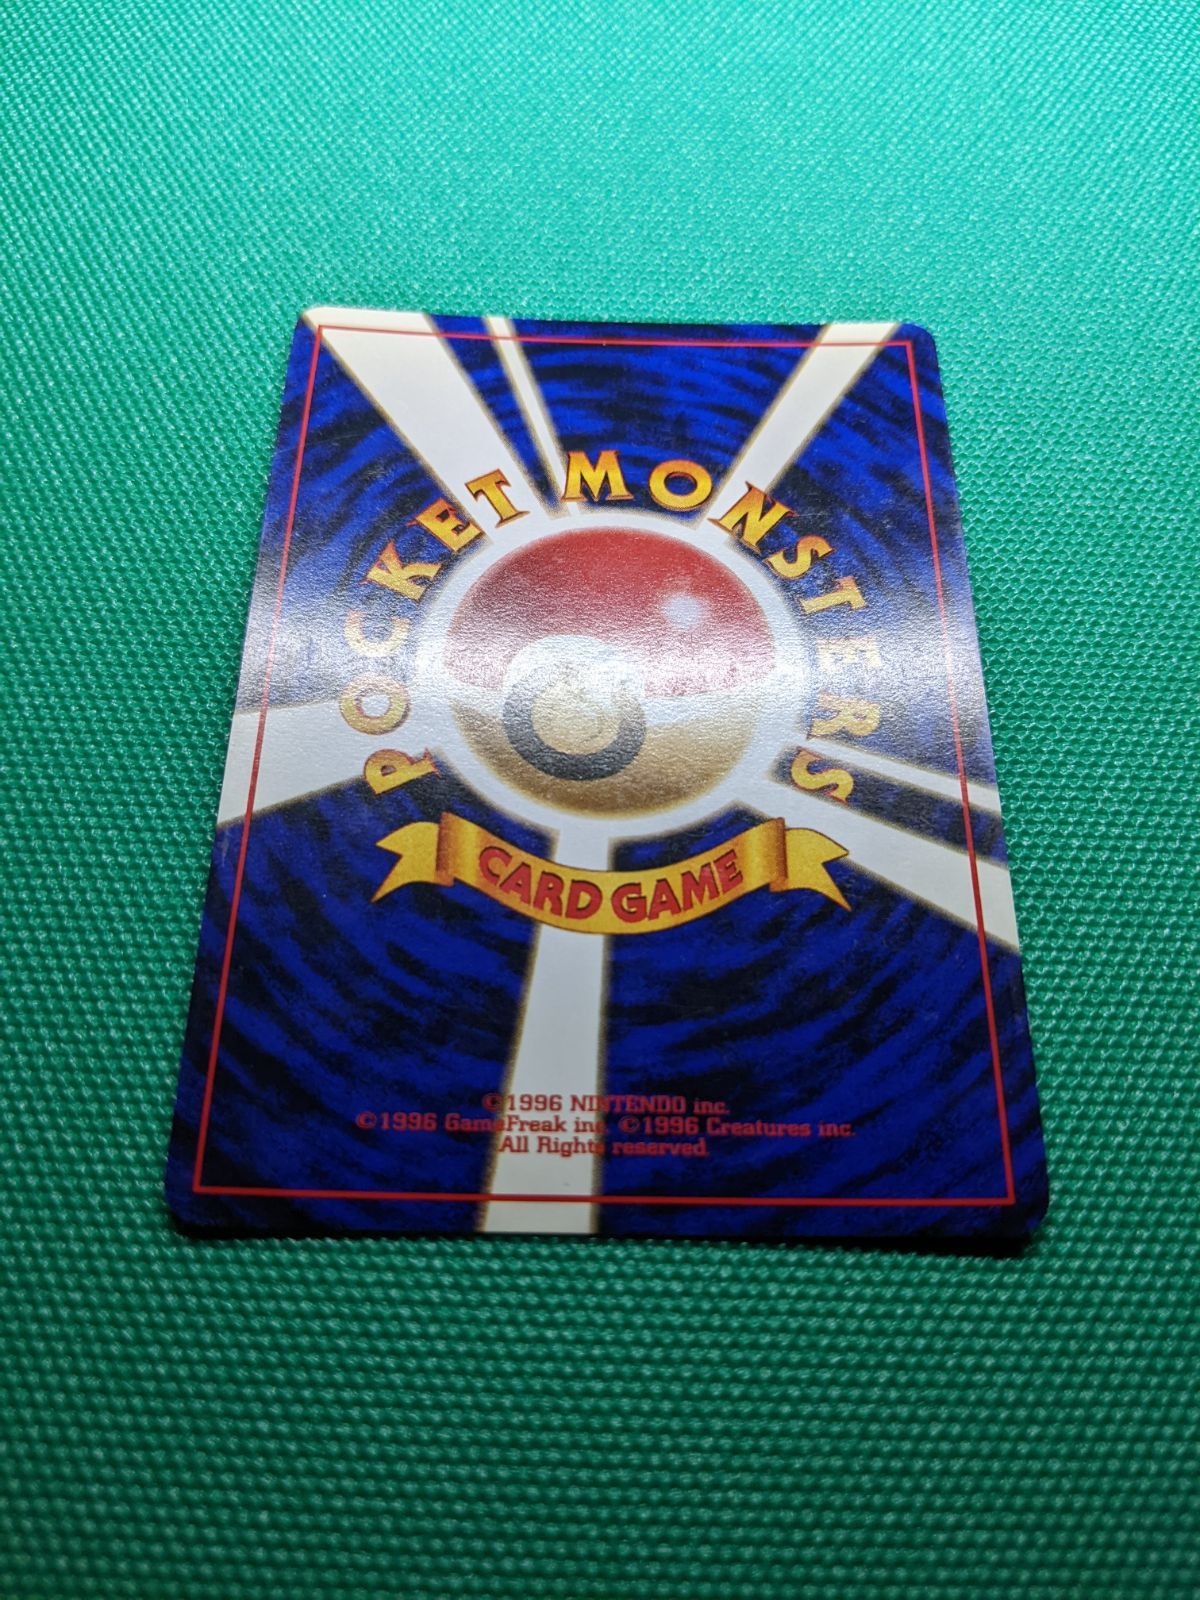 POCKET MONSTERS
CARD GAME
©1996 NINTENDO inc.
©1996 GameFreak inc. ©1996 Creatures inc.
All Rights reserved.